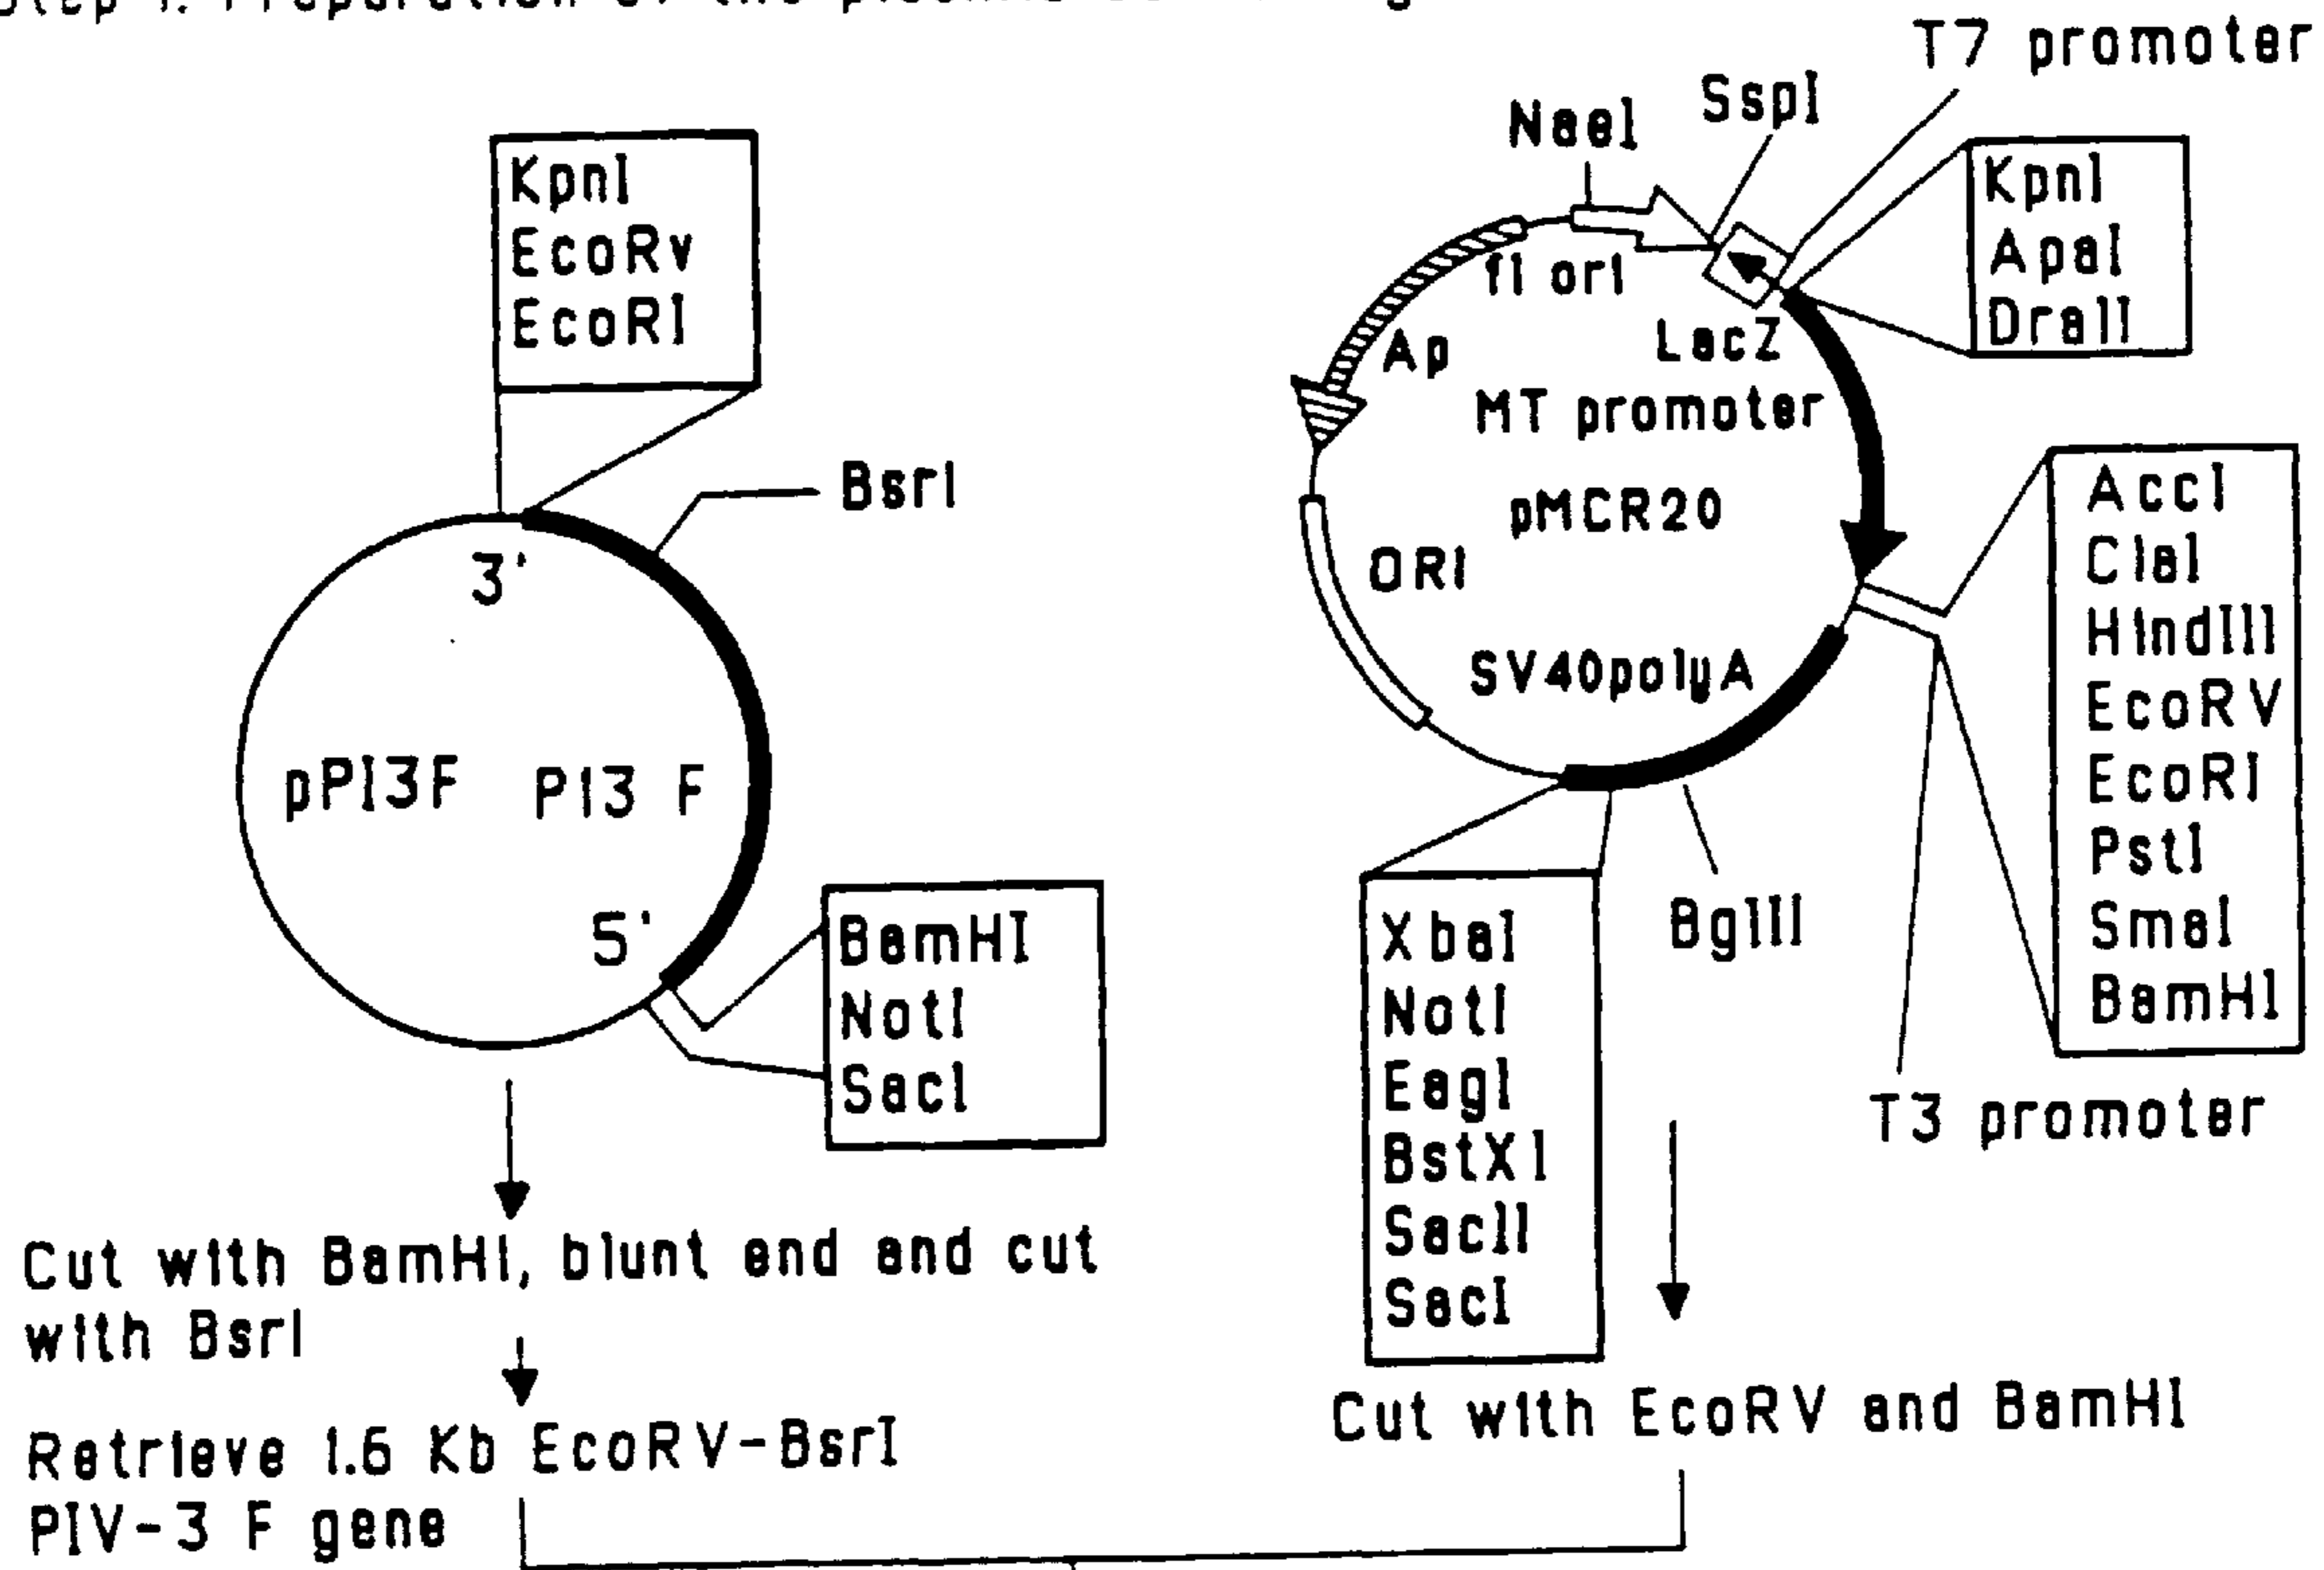 T7 promoter
NaeI
SspI
KpnI
EcoRv
EcoRI
KpnI
ApaI
DraII
f1 ori
Ap
LacZ
MT promoter
BsrI
pMCR20
AccI
ClaI
HindIII
EcoRV
EcoRI
PstI
SmaI
BamHI
3'
ORI
SV40polyA
pPI3F
PI3 F
5'
BamHI
NotI
SacI
XbaI
NotI
EagI
BstXI
SacII
SacI
BglII
T3 promoter
Cut with BamHI, blunt end and cut
with BsrI
Cut with EcoRV and BamHI
Retrieve 1.6 Kb EcoRV-BsrI
PIV-3 F gene